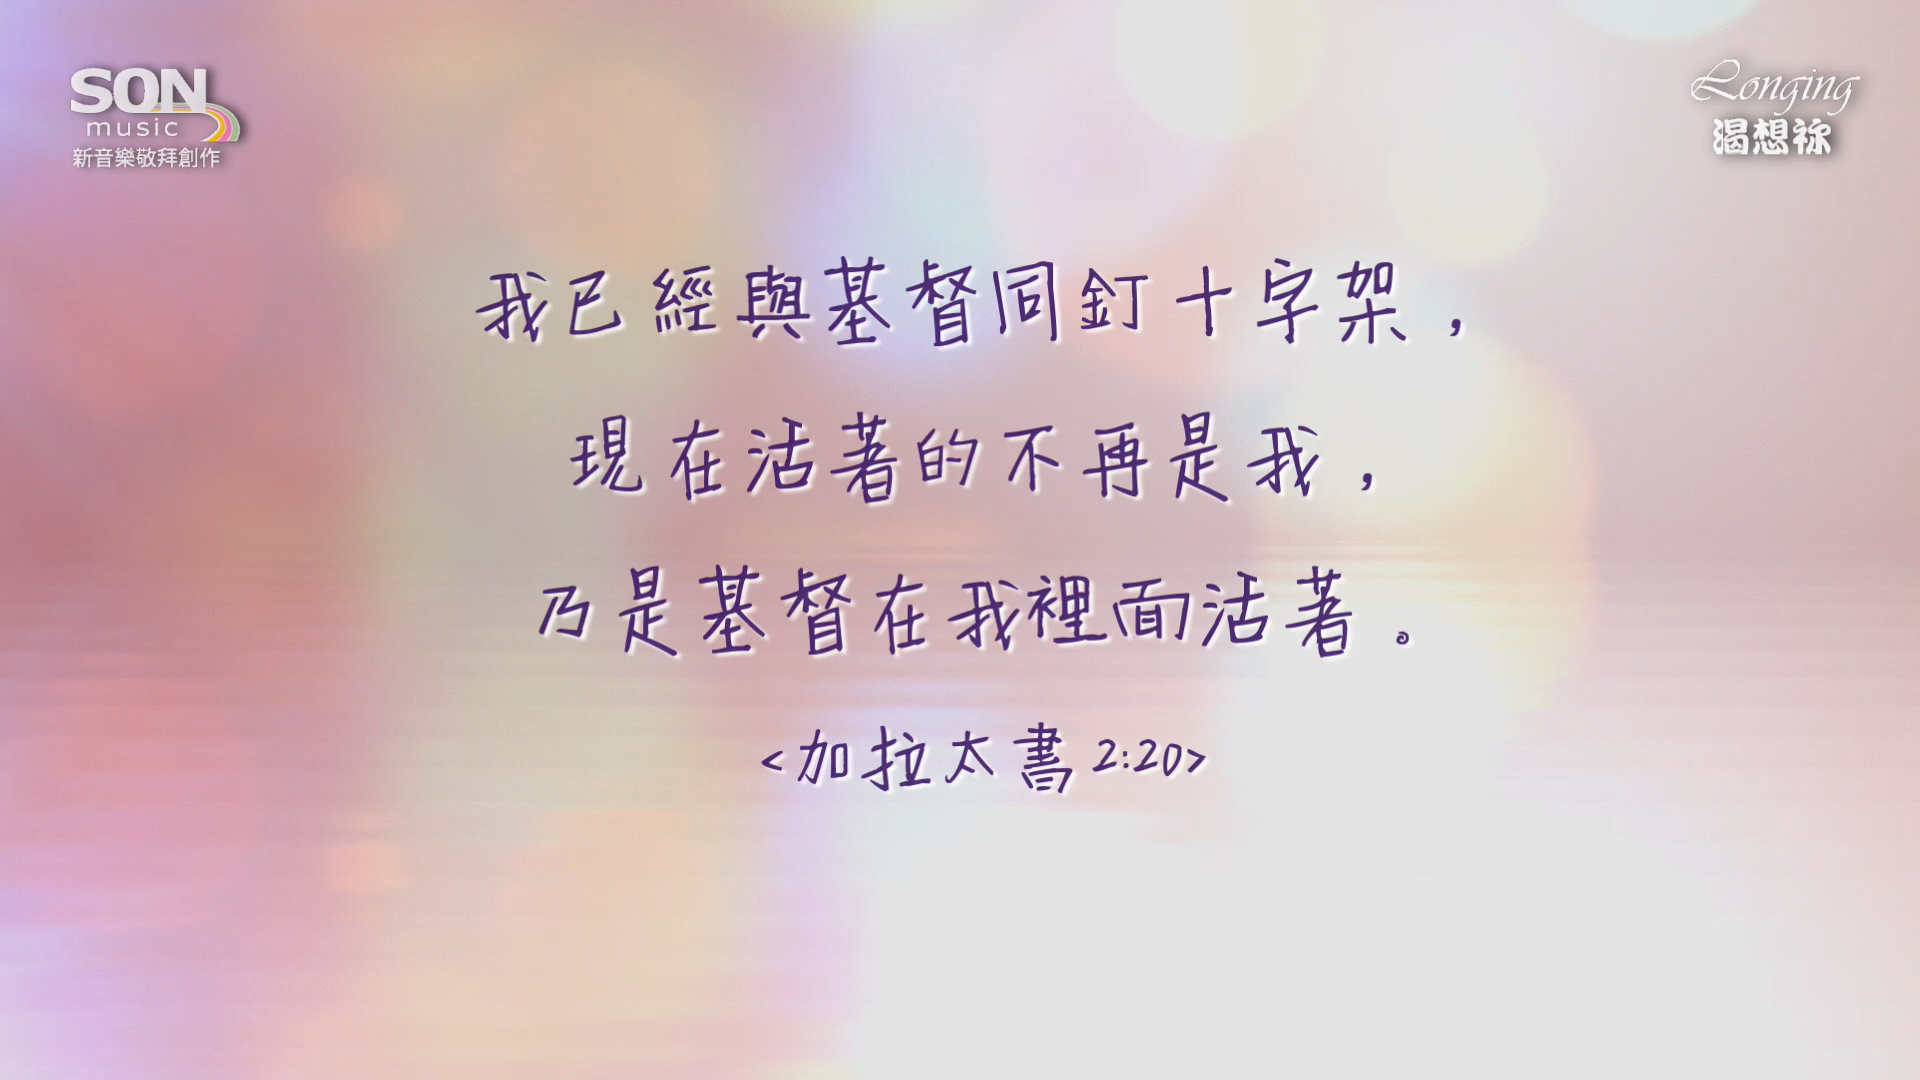 SON
music
新音樂敬拜創作
Longing
渴想祢
我已經與基督同釘十字架，
現在活著的不再是我，
乃是基督在我裡面活著。
<加拉太書 2:20>